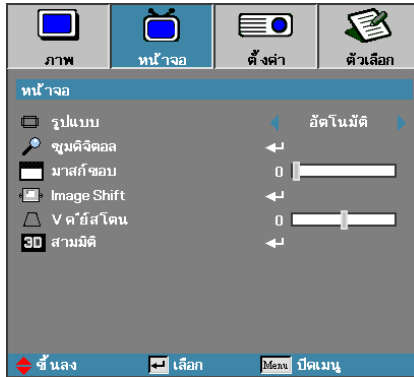 ภาพ หน้าจอ ตั้งค่า ตัวเลือก
หน้าจอ
รูปแบบ อัตโนมัติ
ซูมดิจิตอล
มาสก์ขอบ 0
Image Shift
V คีย์สโตน 0
3D สามมิติ
ขึ้นลง เลือก Menu ปิดเมนู